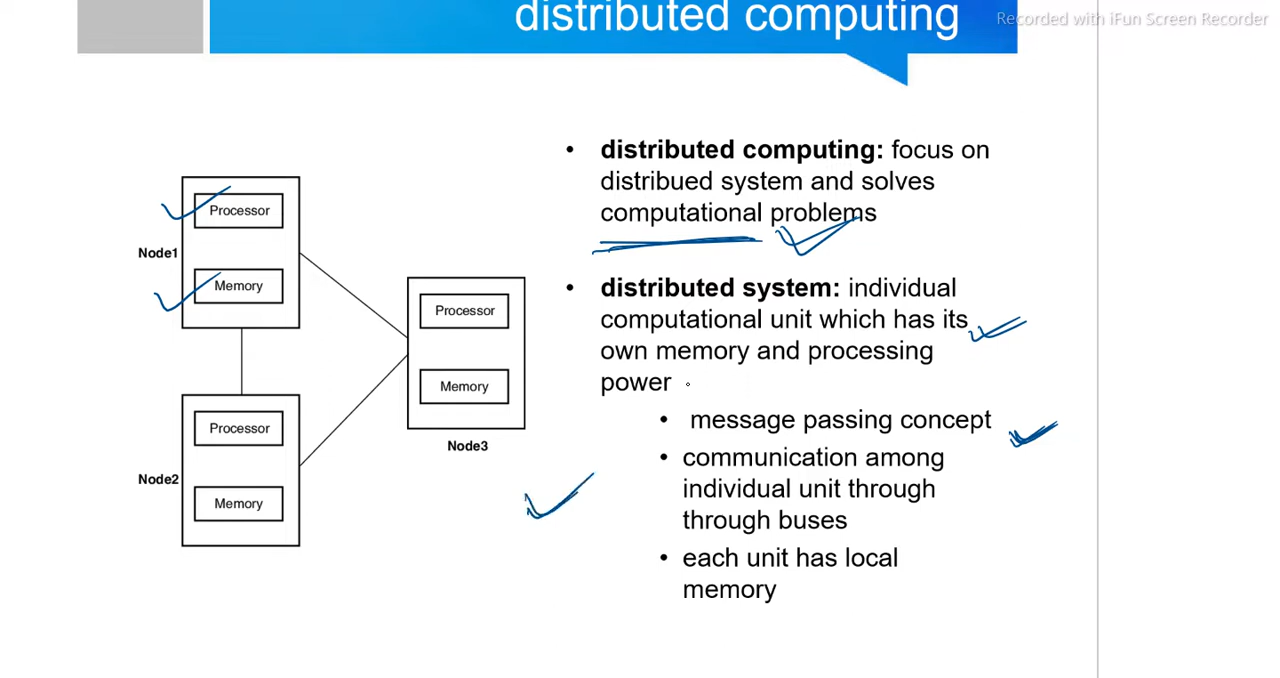 distributed computing
Recorded with iFun Screen Recorder
• distributed computing: focus on
distribued system and solves
computational problems
Processor
Node1
Memory
Processor
Memory
Node3
Processor
Node2
Memory
• distributed system: individual
computational unit which has its
own memory and processing
power
• message passing concept
• communication among
individual unit through
through buses
• each unit has local
memory